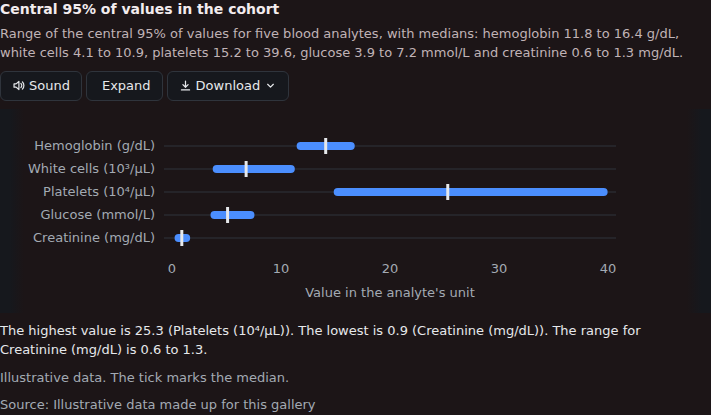 Central 95% of values in the cohort
Range of the central 95% of values for five blood analytes, with medians: hemoglobin 11.8 to 16.4 g/dL,
white cells 4.1 to 10.9, platelets 15.2 to 39.6, glucose 3.9 to 7.2 mmol/L and creatinine 0.6 to 1.3 mg/dL.
Sound Expand Download
Hemoglobin (g/dL)
White cells (10³/µL)
Platelets (10⁴/µL)
Glucose (mmol/L)
Creatinine (mg/dL)
0 10 20 30 40
Value in the analyte's unit
The highest value is 25.3 (Platelets (10⁴/µL)). The lowest is 0.9 (Creatinine (mg/dL)). The range for
Creatinine (mg/dL) is 0.6 to 1.3.
Illustrative data. The tick marks the median.
Source: Illustrative data made up for this gallery